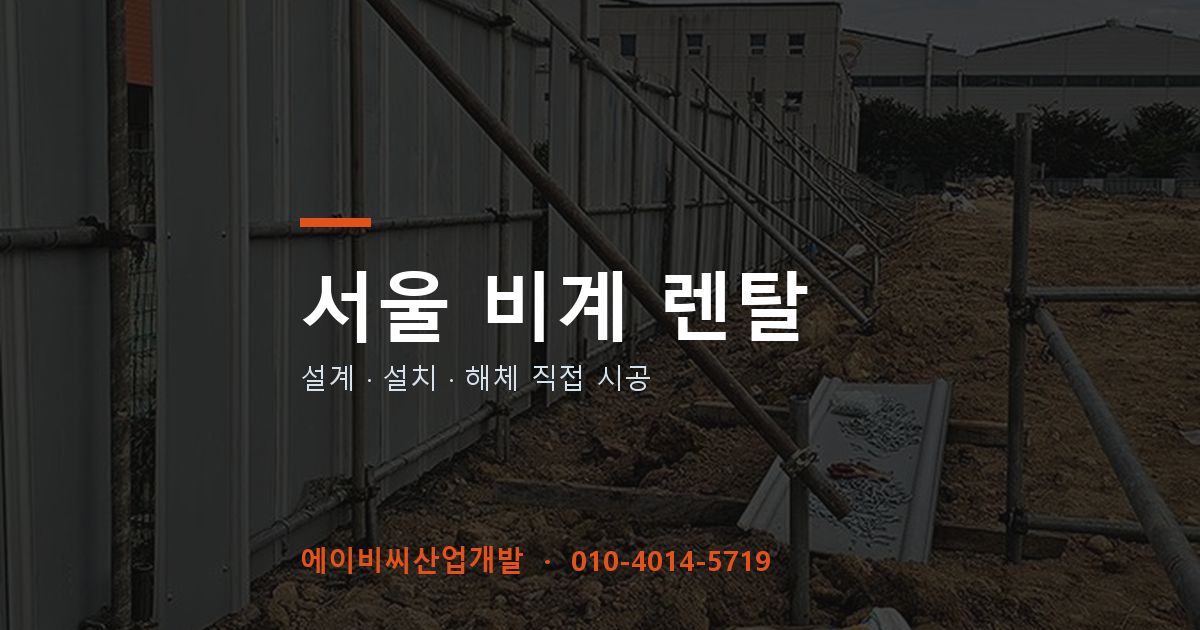 서울 비계 렌탈
설계 · 설치 · 해체 직접 시공
에이비씨산업개발 · 010-4014-5719